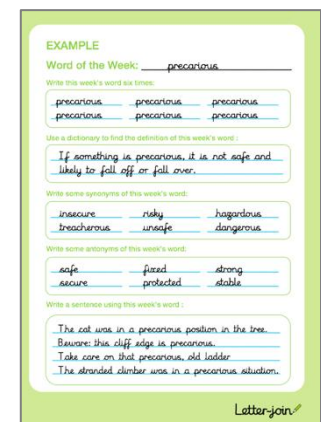 EXAMPLE
Word of the Week: precarious
Write this week's word six times:
precarious precarious precarious
precarious precarious precarious
Use a dictionary to find the definition of this week's word :
If something is precarious, it is not safe and
likely to fall off or fall over.
Write some synonyms of this week's word:
insecure risky hazardous
treacherous unsafe dangerous
Write some antonyms of this week's word:
safe fixed strong
secure protected stable
Write a sentence using this week's word :
The cat was in a precarious position in the tree.
Beware: this cliff edge is precarious.
Take care on that precarious, old ladder
The stranded climber was in a precarious situation.
Letter-join